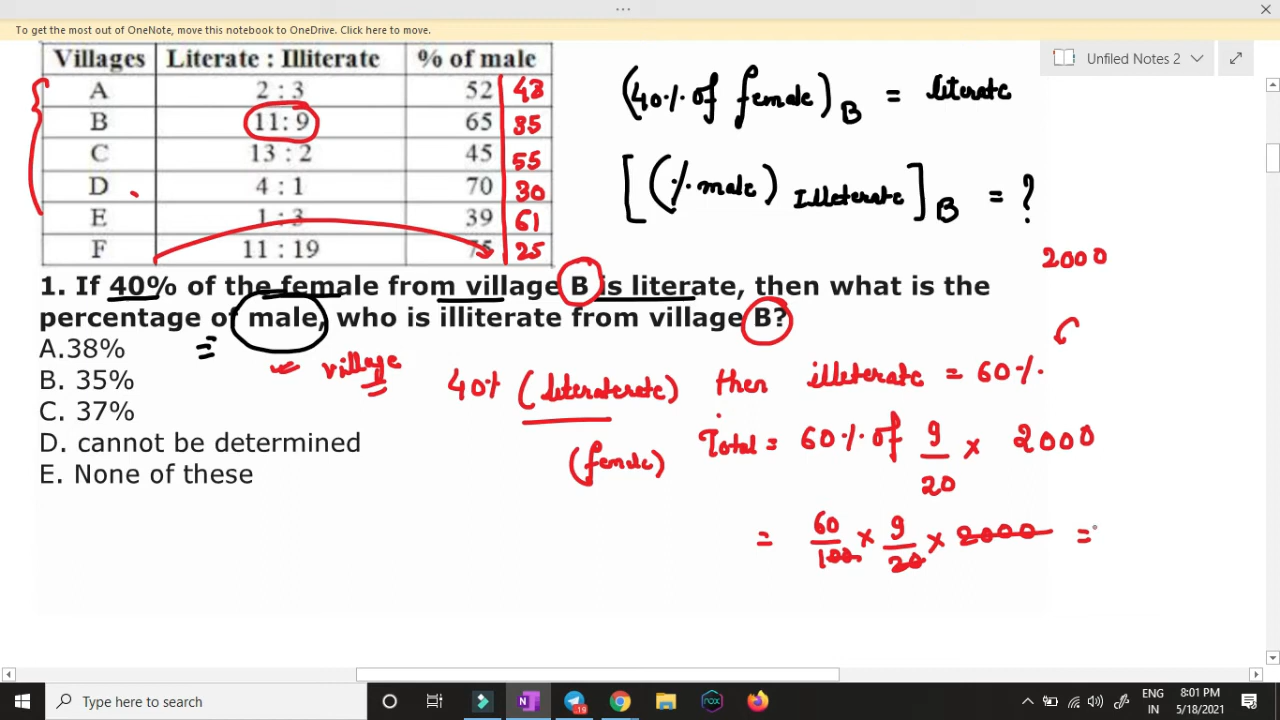 To get the most out of OneNote, move this notebook to OneDrive. Click here to move.
Unfiled Notes 2
Villages Literate : Illiterate % of male
A 2 : 3 52 48
B 11: 9 65 35
C 13 : 2 45 55
D 4 : 1 70 30
E 1 : 3 39 61
F 11 : 19 75 25
(40% of female)B = literate
[(% male) Illeterate]B = ?
2000
1. If 40% of the female from village B is literate, then what is the
percentage of male, who is illiterate from village B?
A.38%
B. 35%
C. 37%
D. cannot be determined
E. None of these
village
40% (literaterate) then illeterate = 60%.
(female)
Total = 60% of 9/20 × 2000
= 60/100 × 9/20 × 2000 =
Type here to search
19
ENG
IN
8:01 PM
5/18/2021